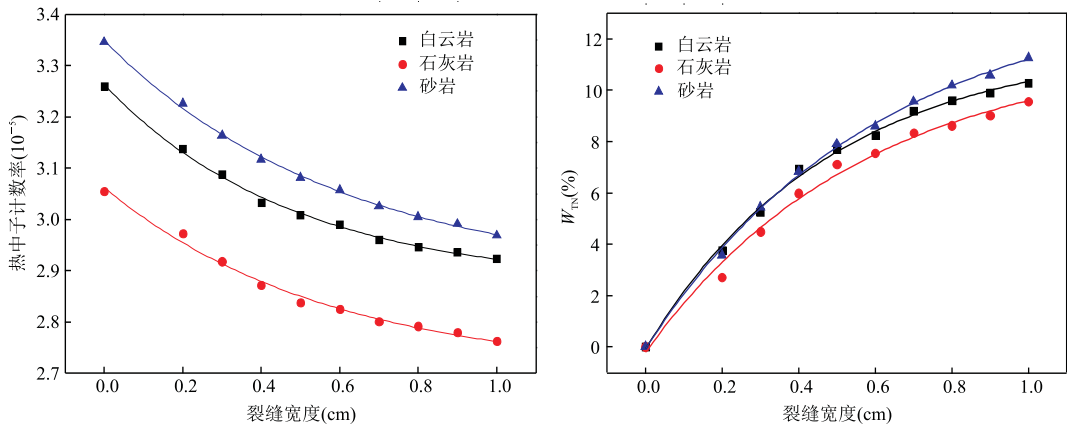 3.4
3.3
3.2
3.1
3.0
2.9
2.8
2.7
热中子计数率(10⁻⁵)
白云岩
石灰岩
砂岩
0.0 0.2 0.4 0.6 0.8 1.0
裂缝宽度(cm)
12
10
8
6
4
2
0
W_TN(%)
白云岩
石灰岩
砂岩
0.0 0.2 0.4 0.6 0.8 1.0
裂缝宽度(cm)